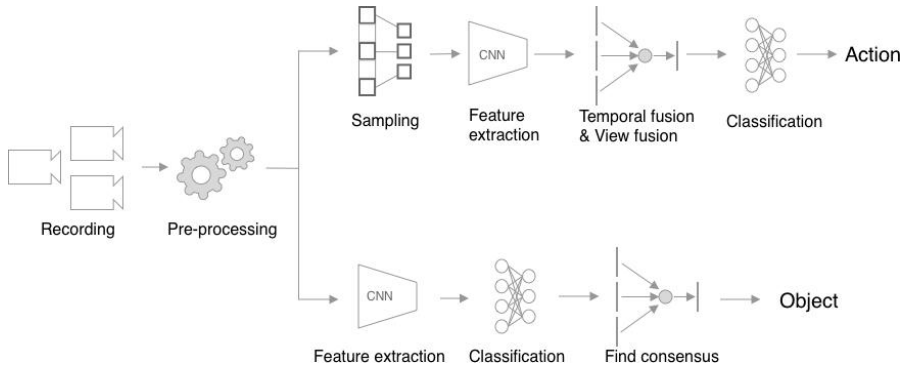 CNN
Action
Sampling
Feature
extraction
Temporal fusion
& View fusion
Classification
Recording
Pre-processing
CNN
Object
Feature extraction
Classification
Find consensus